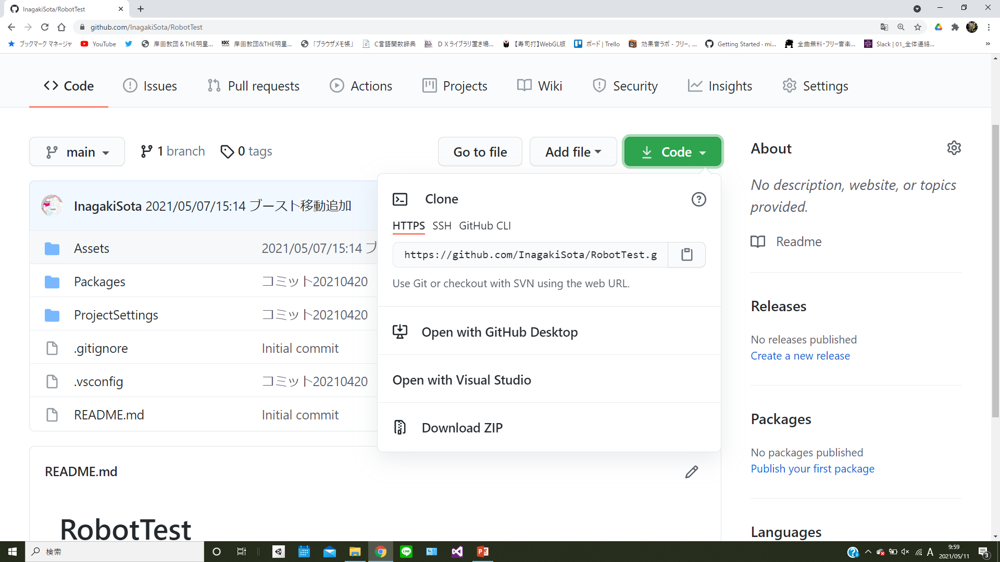 InagakiSota/RobotTest
github.com/InagakiSota/RobotTest
ブックマーク マネージャ
YouTube
岸田教団&THE明星...
岸田教団&THE明星...
「ブラウザメモ帳」
C言語関数辞典
DXライブラリ置き場...
【寿司打】WebGL版
ボード | Trello
効果音ラボ - フリー、...
Getting Started · mi...
全曲無料・フリー音楽...
Slack | 01_全体連絡...
Code
Issues
Pull requests
Actions
Projects
Wiki
Security
Insights
Settings
main
1 branch
0 tags
Go to file
Add file
Code
InagakiSota 2021/05/07/15:14 ブースト移動追加
Assets
2021/05/07/15:14 ブ
Packages
コミット20210420
ProjectSettings
コミット20210420
.gitignore
Initial commit
.vsconfig
コミット20210420
README.md
Initial commit
Clone
HTTPS SSH GitHub CLI
https://github.com/InagakiSota/RobotTest.g
Use Git or checkout with SVN using the web URL.
Open with GitHub Desktop
Open with Visual Studio
Download ZIP
README.md
RobotTest
About
No description, website, or topics
provided.
Readme
Releases
No releases published
Create a new release
Packages
No packages published
Publish your first package
Languages
検索
A
9:59
2021/05/11
3